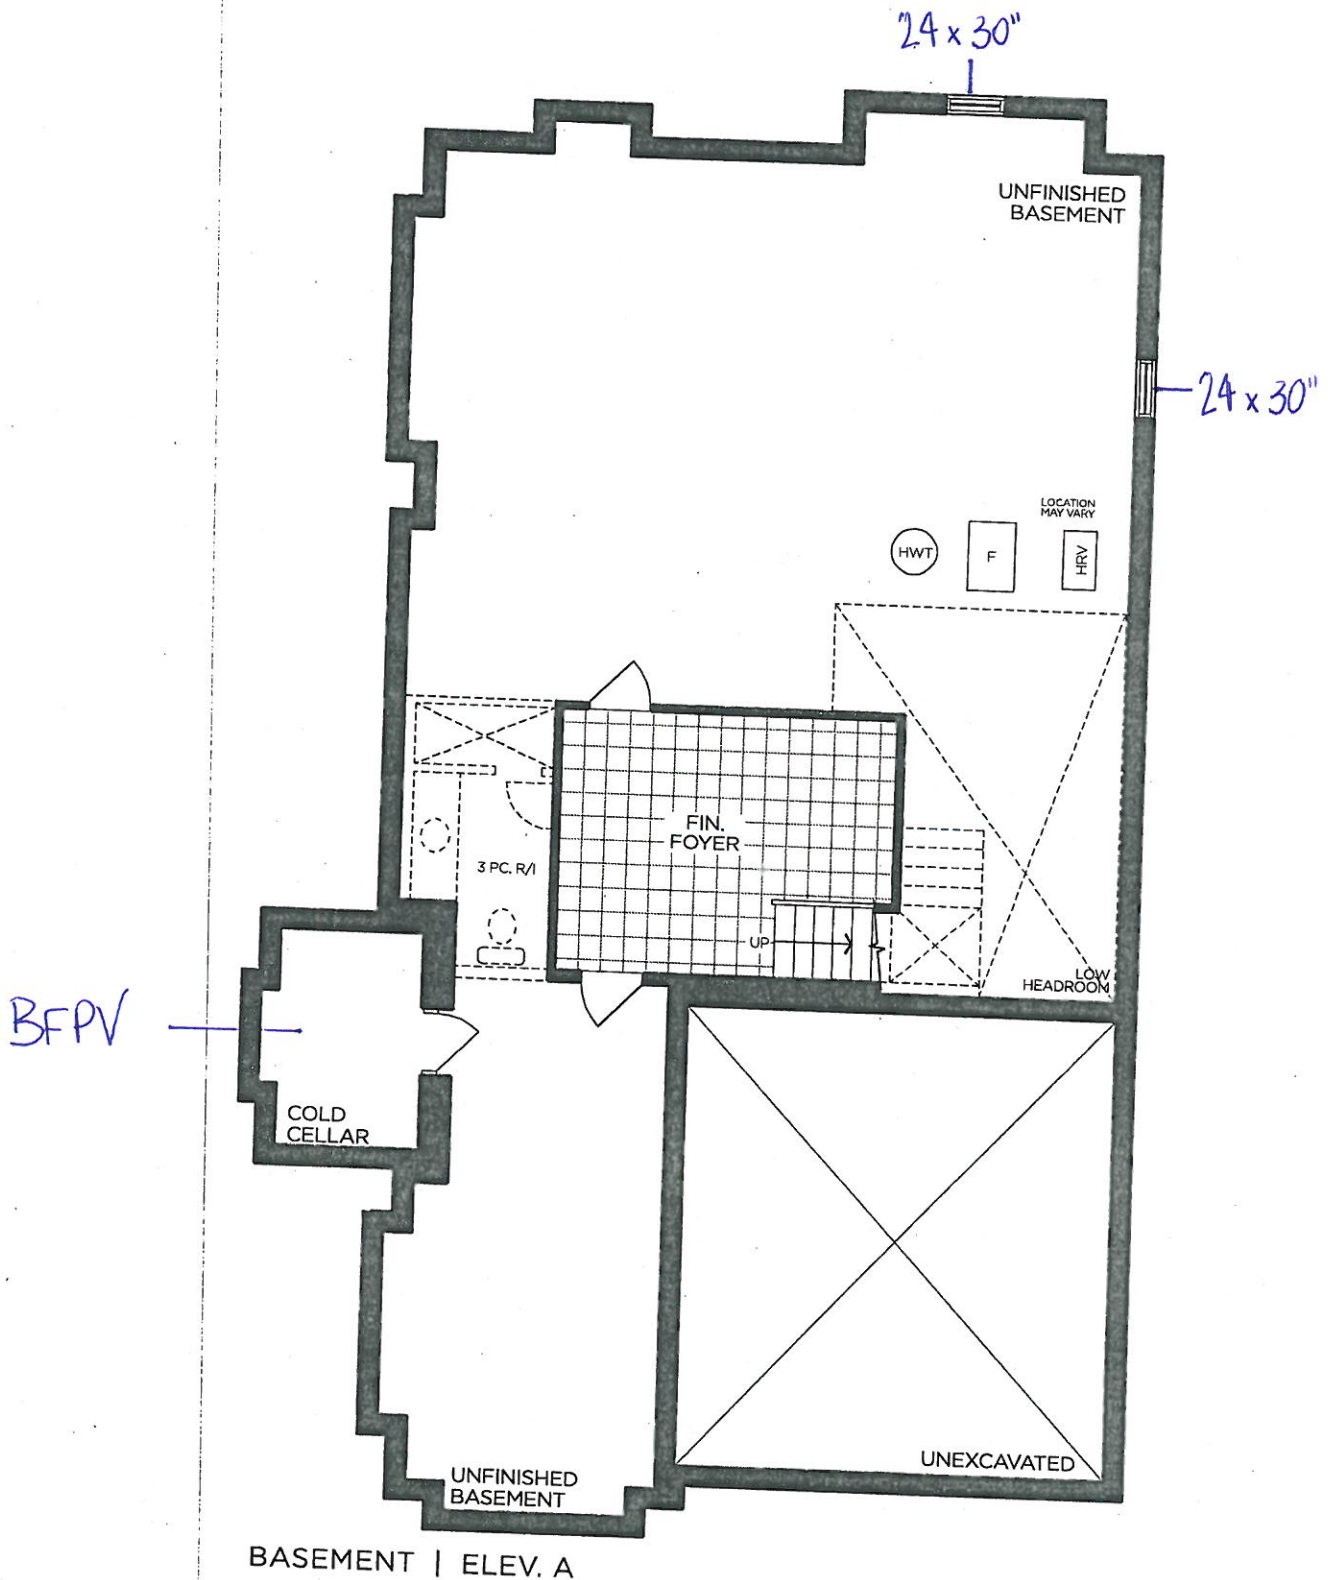 24 x 30"
UNFINISHED
BASEMENT
24 x 30"
LOCATION
MAY VARY
HWT
F
HRV
FIN.
FOYER
3 PC. R/I
UP
LOW
HEADROOM
BFPV
COLD
CELLAR
UNEXCAVATED
UNFINISHED
BASEMENT
BASEMENT | ELEV. A